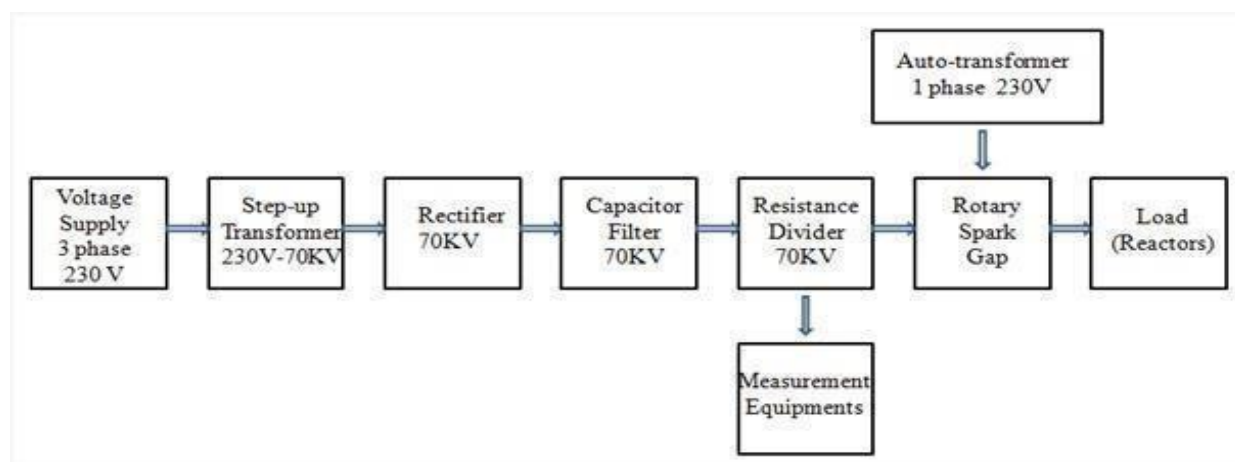 Auto-transformer
1 phase 230V
Voltage
Supply
3 phase
230 V
Step-up
Transformer
230V-70KV
Rectifier
70KV
Capacitor
Filter
70KV
Resistance
Divider
70KV
Rotary
Spark
Gap
Load
(Reactors)
Measurement
Equipments